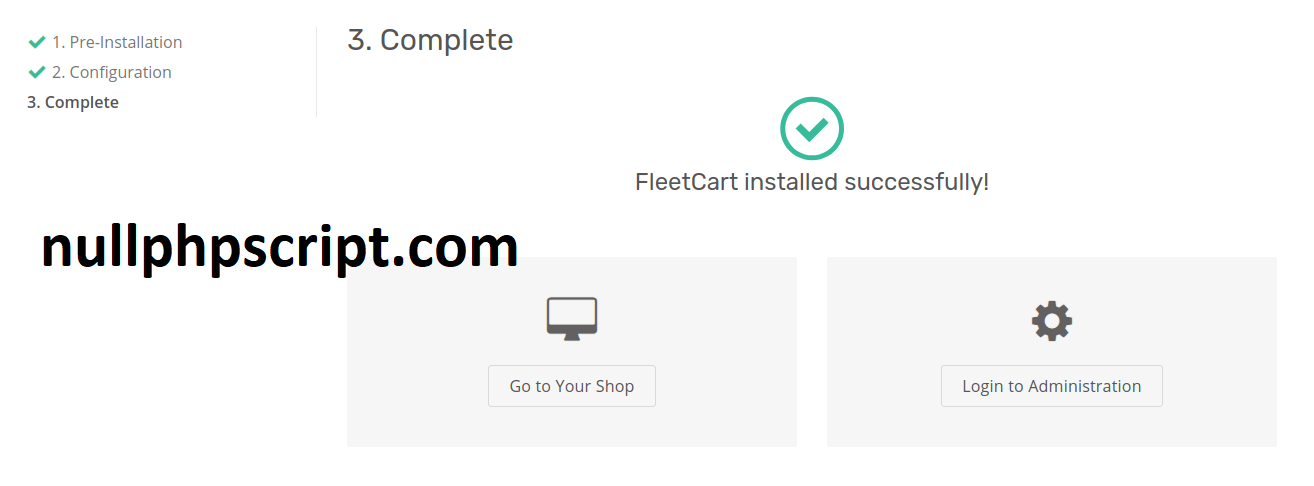 1. Pre-Installation
2. Configuration
3. Complete
3. Complete
FleetCart installed successfully!
nullphpscript.com
Go to Your Shop
Login to Administration